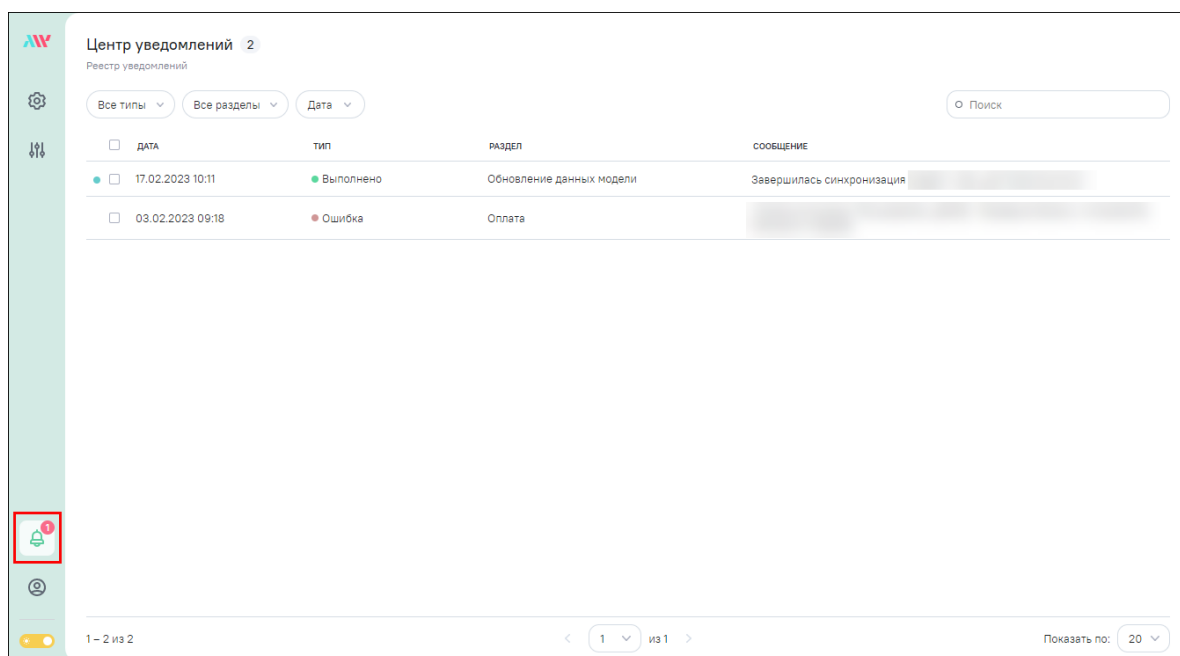 Центр уведомлений 2
Реестр уведомлений
Все типы Все разделы Дата Поиск
ДАТА ТИП РАЗДЕЛ СООБЩЕНИЕ
17.02.2023 10:11 Выполнено Обновление данных модели Завершилась синхронизация
03.02.2023 09:18 Ошибка Оплата
1
1 – 2 из 2 1 из 1 Показать по: 20